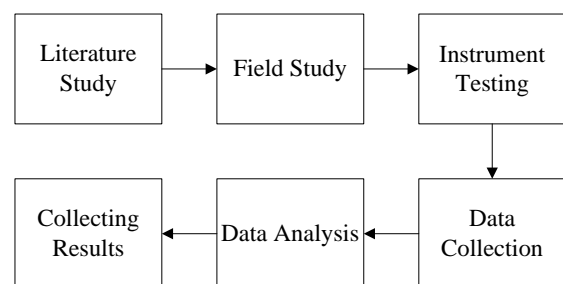 Literature
Study
Field Study
Instrument
Testing
Collecting
Results
Data Analysis
Data
Collection